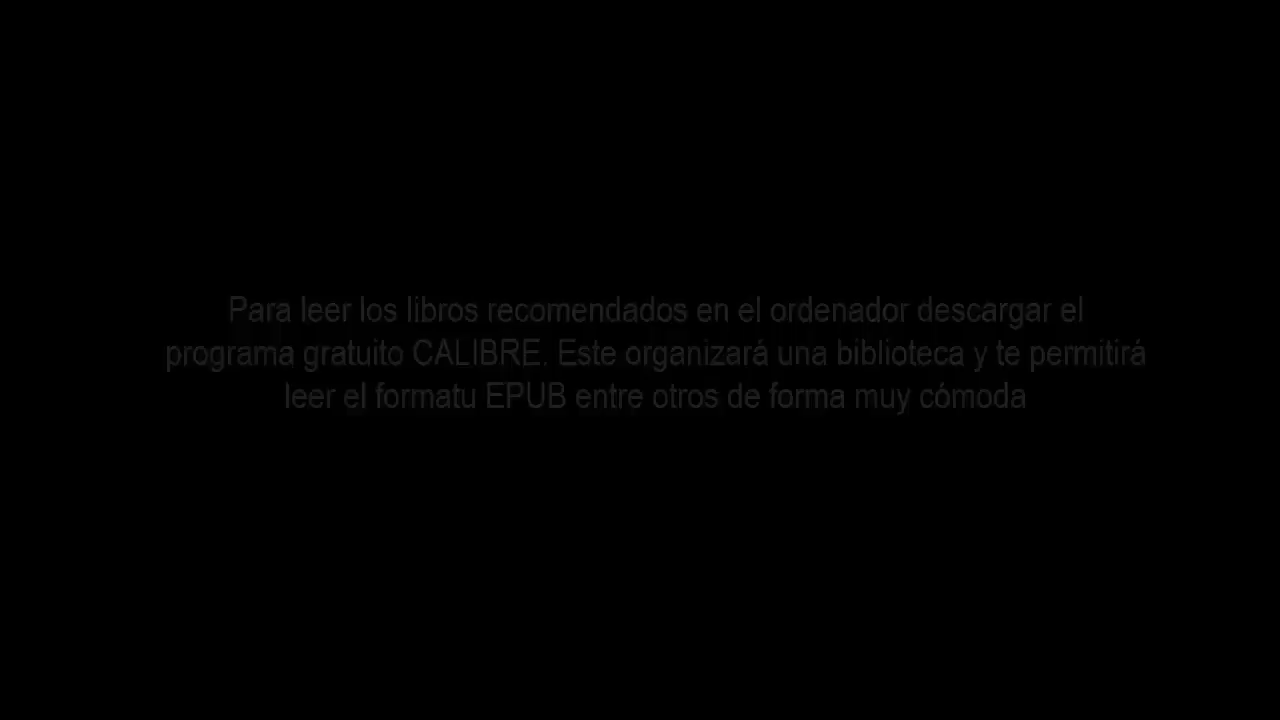 Para leer los libros recomendados en el ordenador descargar el
programa gratuito CALIBRE. Este organizará una biblioteca y te permitirá
leer el formatu EPUB entre otros de forma muy cómoda